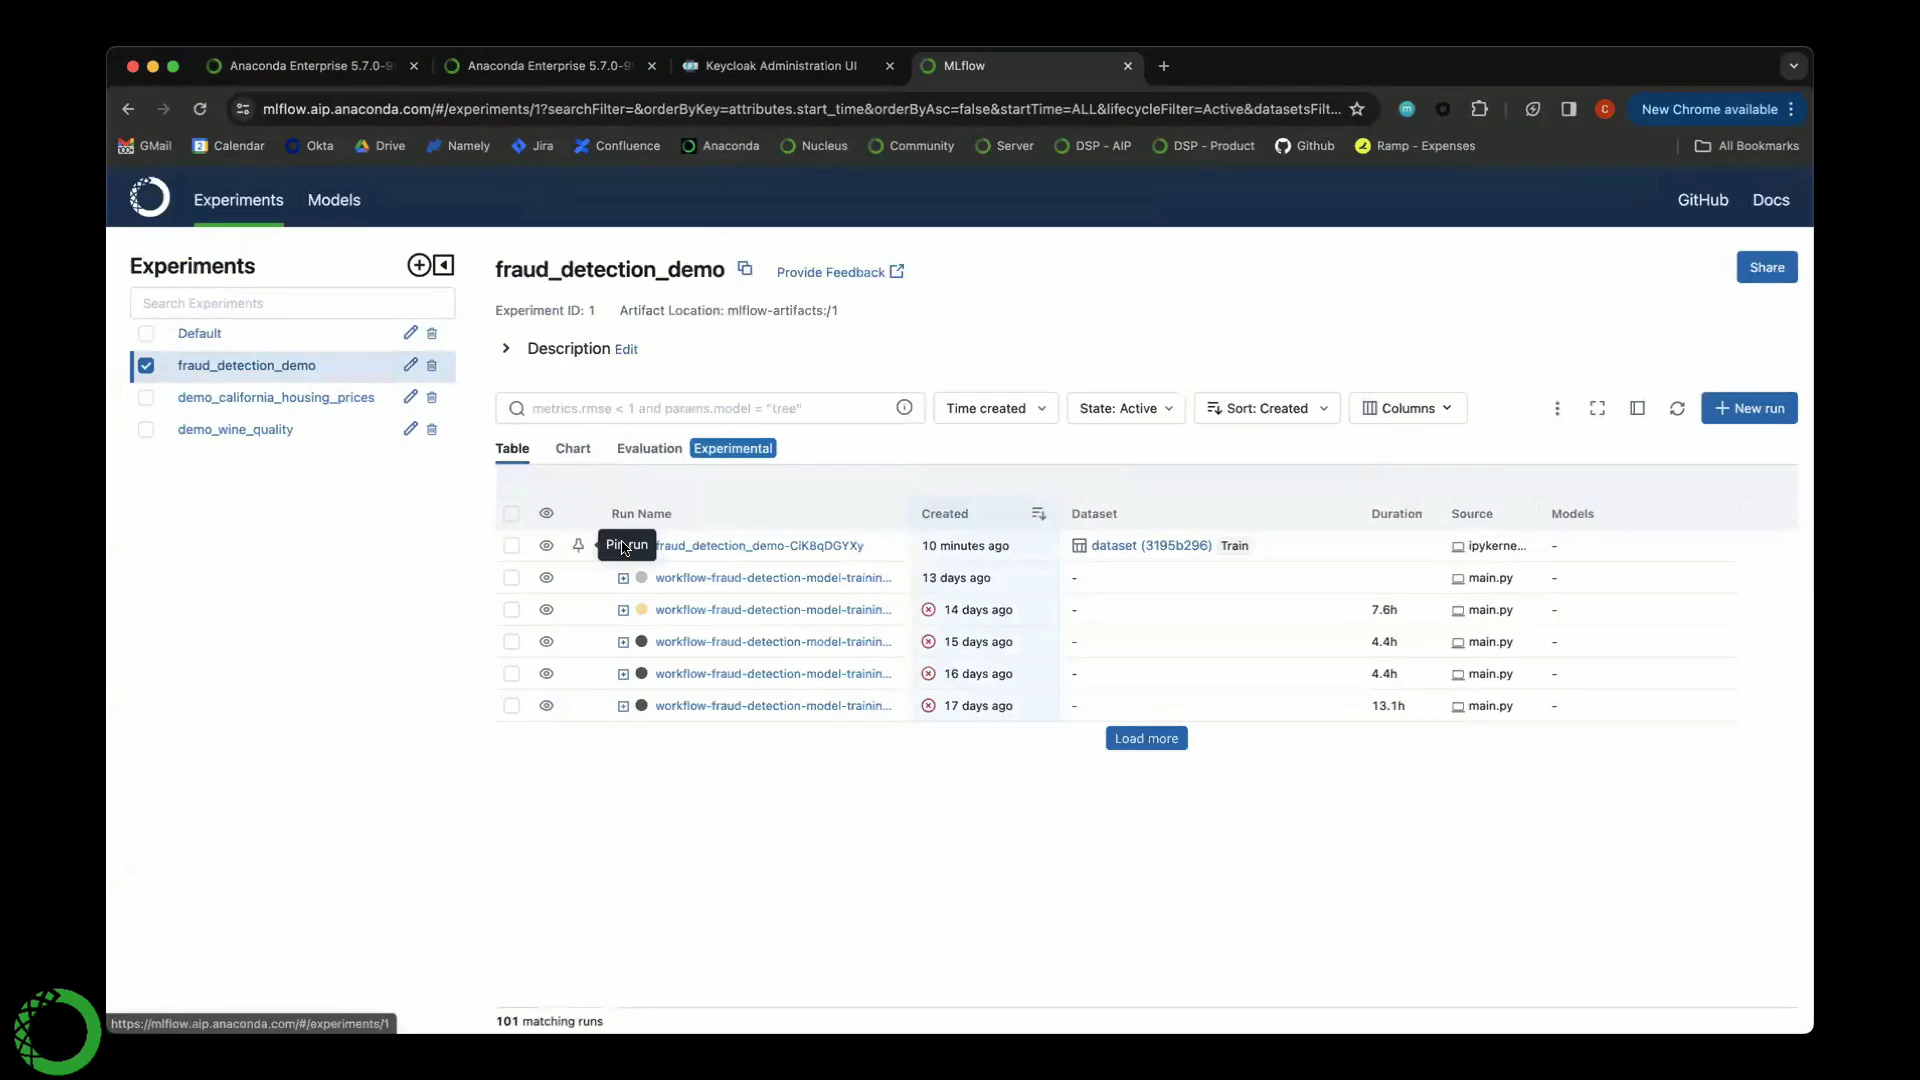 Anaconda Enterprise 5.7.0-9
Anaconda Enterprise 5.7.0-9
Keycloak Administration UI
MLflow
mlflow.aip.anaconda.com/#/experiments/1?searchFilter=&orderByKey=attributes.start_time&orderByAsc=false&startTime=ALL&lifecycleFilter=Active&datasetsFilt...
C
New Chrome available
GMail
Calendar
Okta
Drive
Namely
Jira
Confluence
Anaconda
Nucleus
Community
Server
DSP - AIP
DSP - Product
Github
Ramp - Expenses
All Bookmarks
Experiments
Models
GitHub
Docs
Experiments
Search Experiments
Default
fraud_detection_demo
demo_california_housing_prices
demo_wine_quality
fraud_detection_demo
Provide Feedback
Share
Experiment ID: 1
Artifact Location: mlflow-artifacts:/1
Description Edit
metrics.rmse < 1 and params.model = "tree"
Time created
State: Active
Sort: Created
Columns
New run
Table
Chart
Evaluation
Experimental
Run Name
Created
Dataset
Duration
Source
Models
Pin run
fraud_detection_demo-CiK8qDGYXy
10 minutes ago
dataset (3195b296)
Train
ipykerne...
-
workflow-fraud-detection-model-trainin...
13 days ago
-
main.py
-
workflow-fraud-detection-model-trainin...
14 days ago
-
7.6h
main.py
-
workflow-fraud-detection-model-trainin...
15 days ago
-
4.4h
main.py
-
workflow-fraud-detection-model-trainin...
16 days ago
-
4.4h
main.py
-
workflow-fraud-detection-model-trainin...
17 days ago
-
13.1h
main.py
-
Load more
101 matching runs
https://mlflow.aip.anaconda.com/#/experiments/1